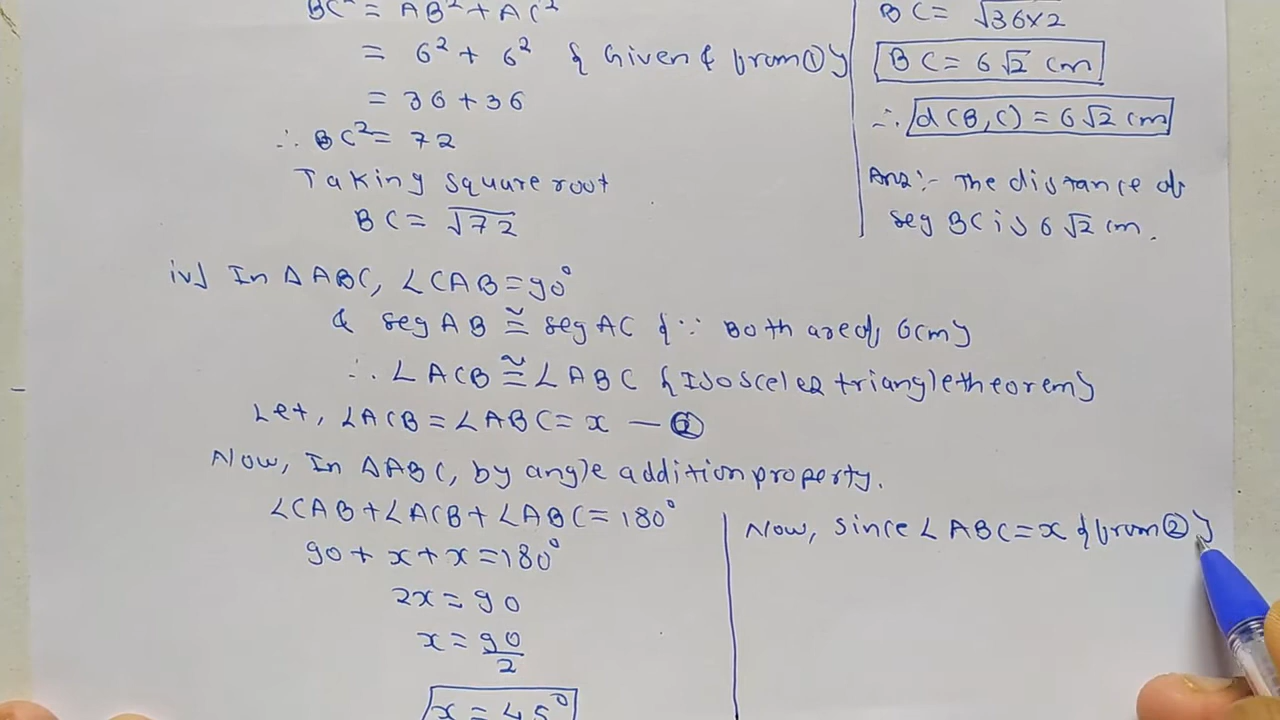 BC² = AB² + AC²
= 6² + 6² { Given & from ① }
= 36 + 36
∴ BC² = 72
Taking square root
BC = √72
BC = √36×2
BC = 6√2 cm
∴ d(B,C) = 6√2 cm
Ans:- The distance of
seg BC is 6√2 cm.
iv) In △ABC, ∠CAB = 90°
& seg AB ≅ seg AC {∵ Both are of 6cm}
∴ ∠ACB ≅ ∠ABC {Isosceles triangle theorem}
Let, ∠ACB = ∠ABC = x — ②
Now, In △ABC, by angle addition property.
∠CAB + ∠ACB + ∠ABC = 180°
90 + x + x = 180°
2x = 90
x = 90/2
x = 45°
Now, since ∠ABC = x {from ②}